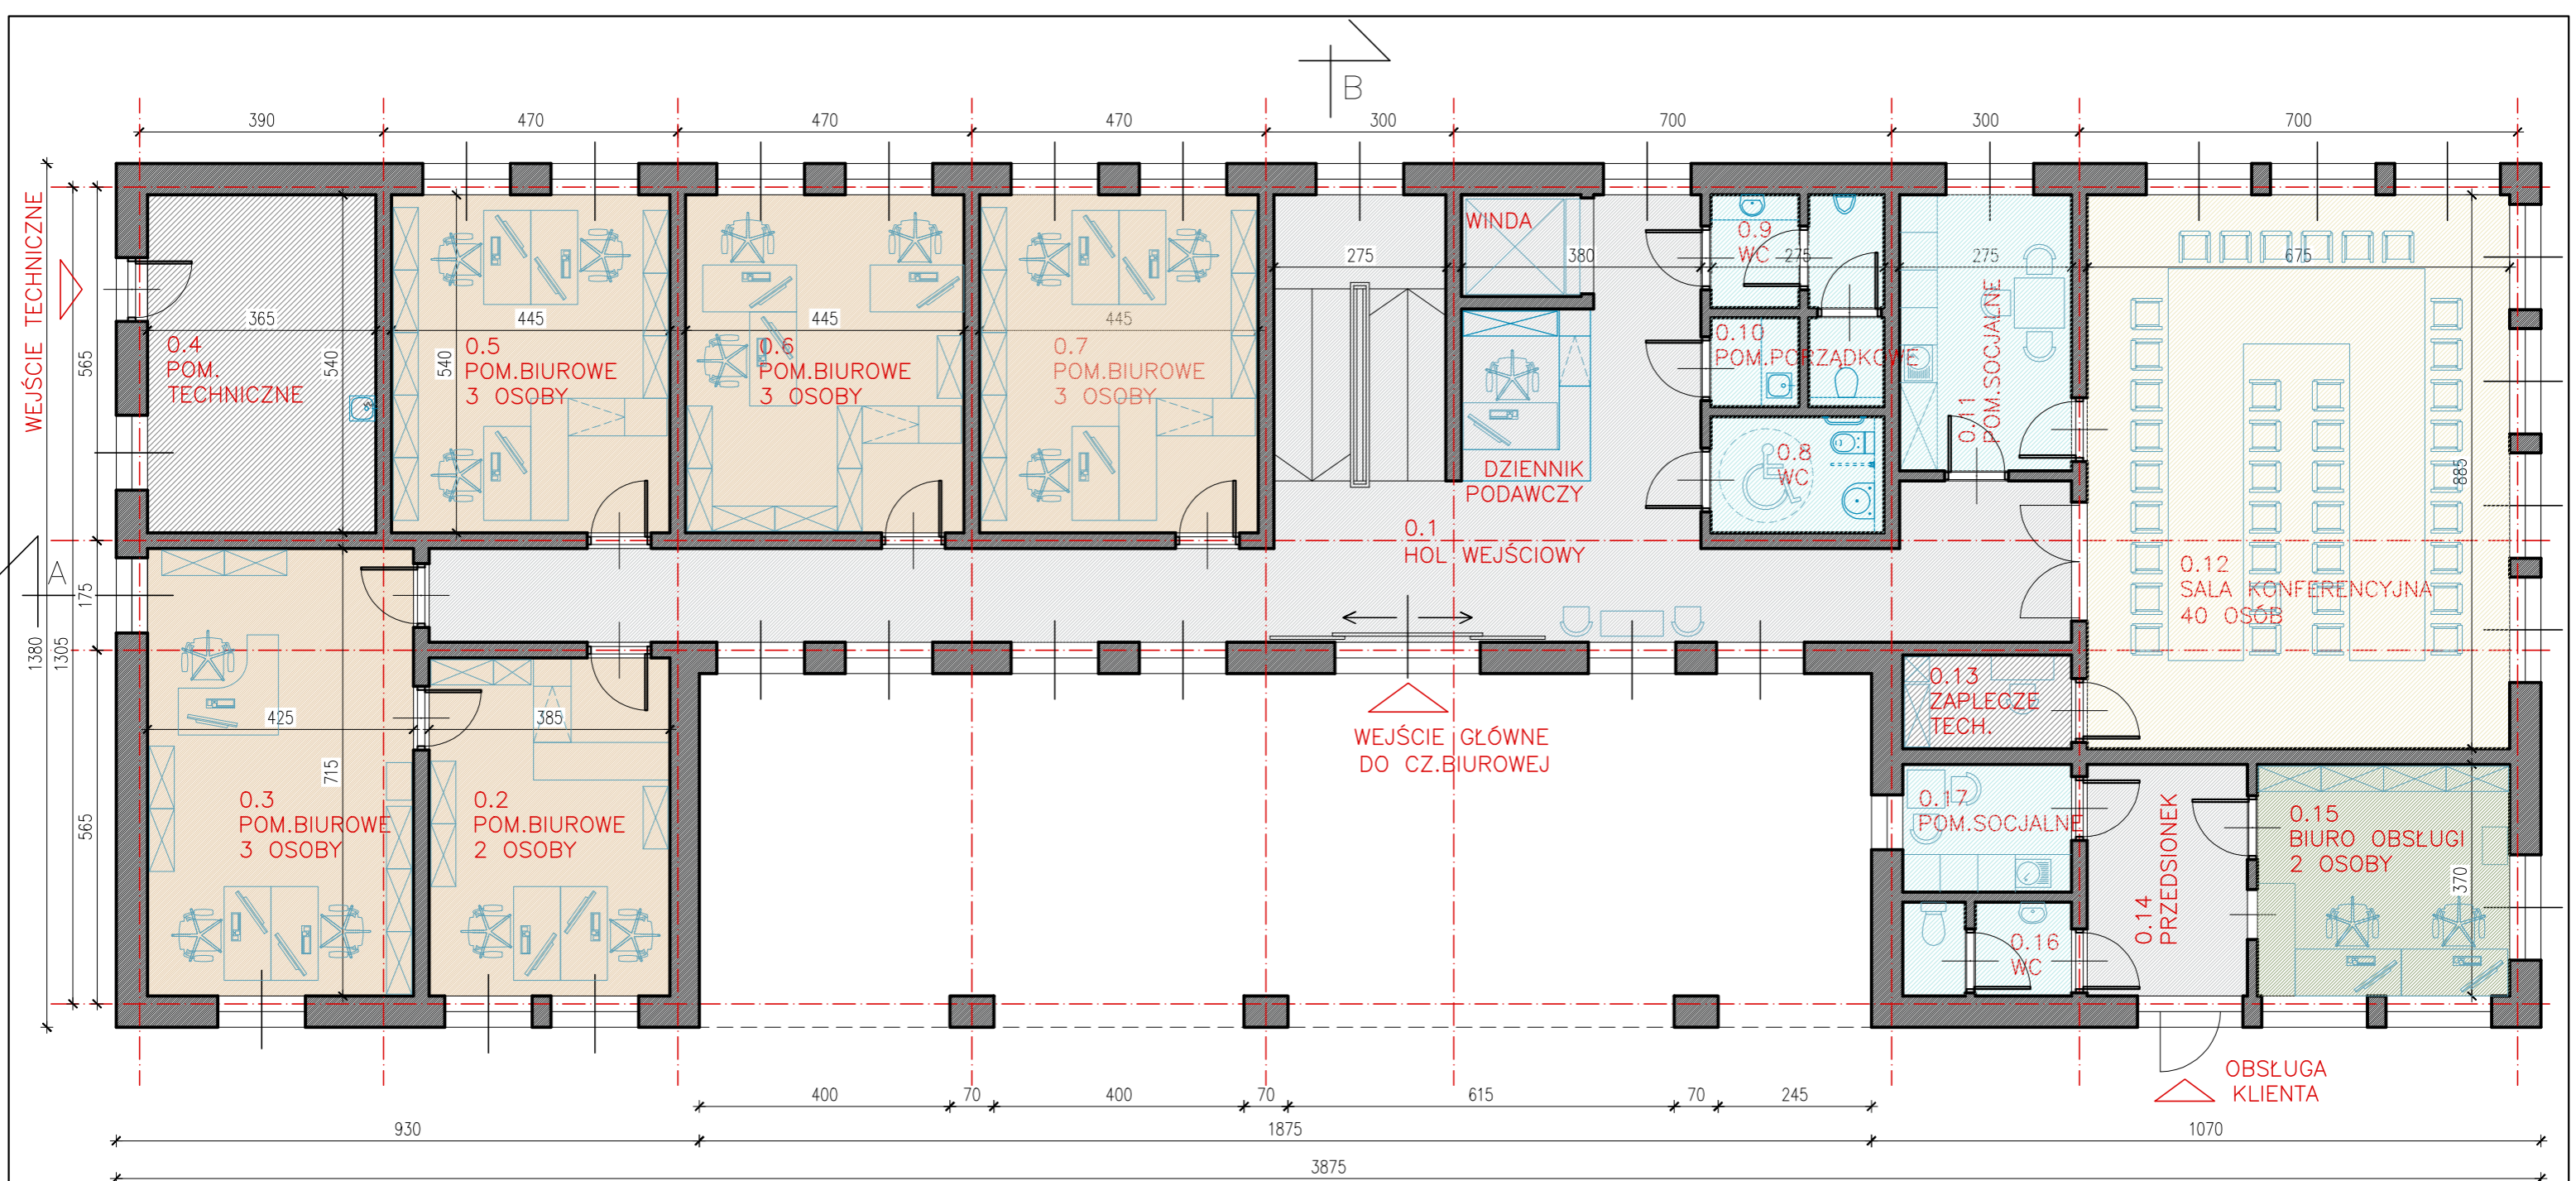 B
390
470
470
470
300
700
300
700
WEJŚCIE TECHNICZNE
WINDA
0.9
WC
275
380
275
275
675
365
445
445
445
0.4
POM.
TECHNICZNE
540
0.5
POM.BIUROWE
3 OSOBY
540
0.6
POM.BIUROWE
3 OSOBY
0.7
POM.BIUROWE
3 OSOBY
0.10
POM.PORZĄDKOWE
0.11
POM.SOCJALNE
565
DZIENNIK
PODAWCZY
0.8
WC
885
0.1
HOL WEJŚCIOWY
0.12
SALA KONFERENCYJNA
40 OSÓB
A
175
1380
1305
0.13
ZAPLECZE
TECH.
425
385
715
WEJŚCIE GŁÓWNE
DO CZ.BIUROWEJ
0.3
POM.BIUROWE
3 OSOBY
0.2
POM.BIUROWE
2 OSOBY
565
0.17
POM.SOCJALNE
0.14
PRZEDSIONEK
0.15
BIURO OBSŁUGI
2 OSOBY
370
0.16
WC
OBSŁUGA
KLIENTA
400
70
400
70
615
70
245
930
1875
1070
3875